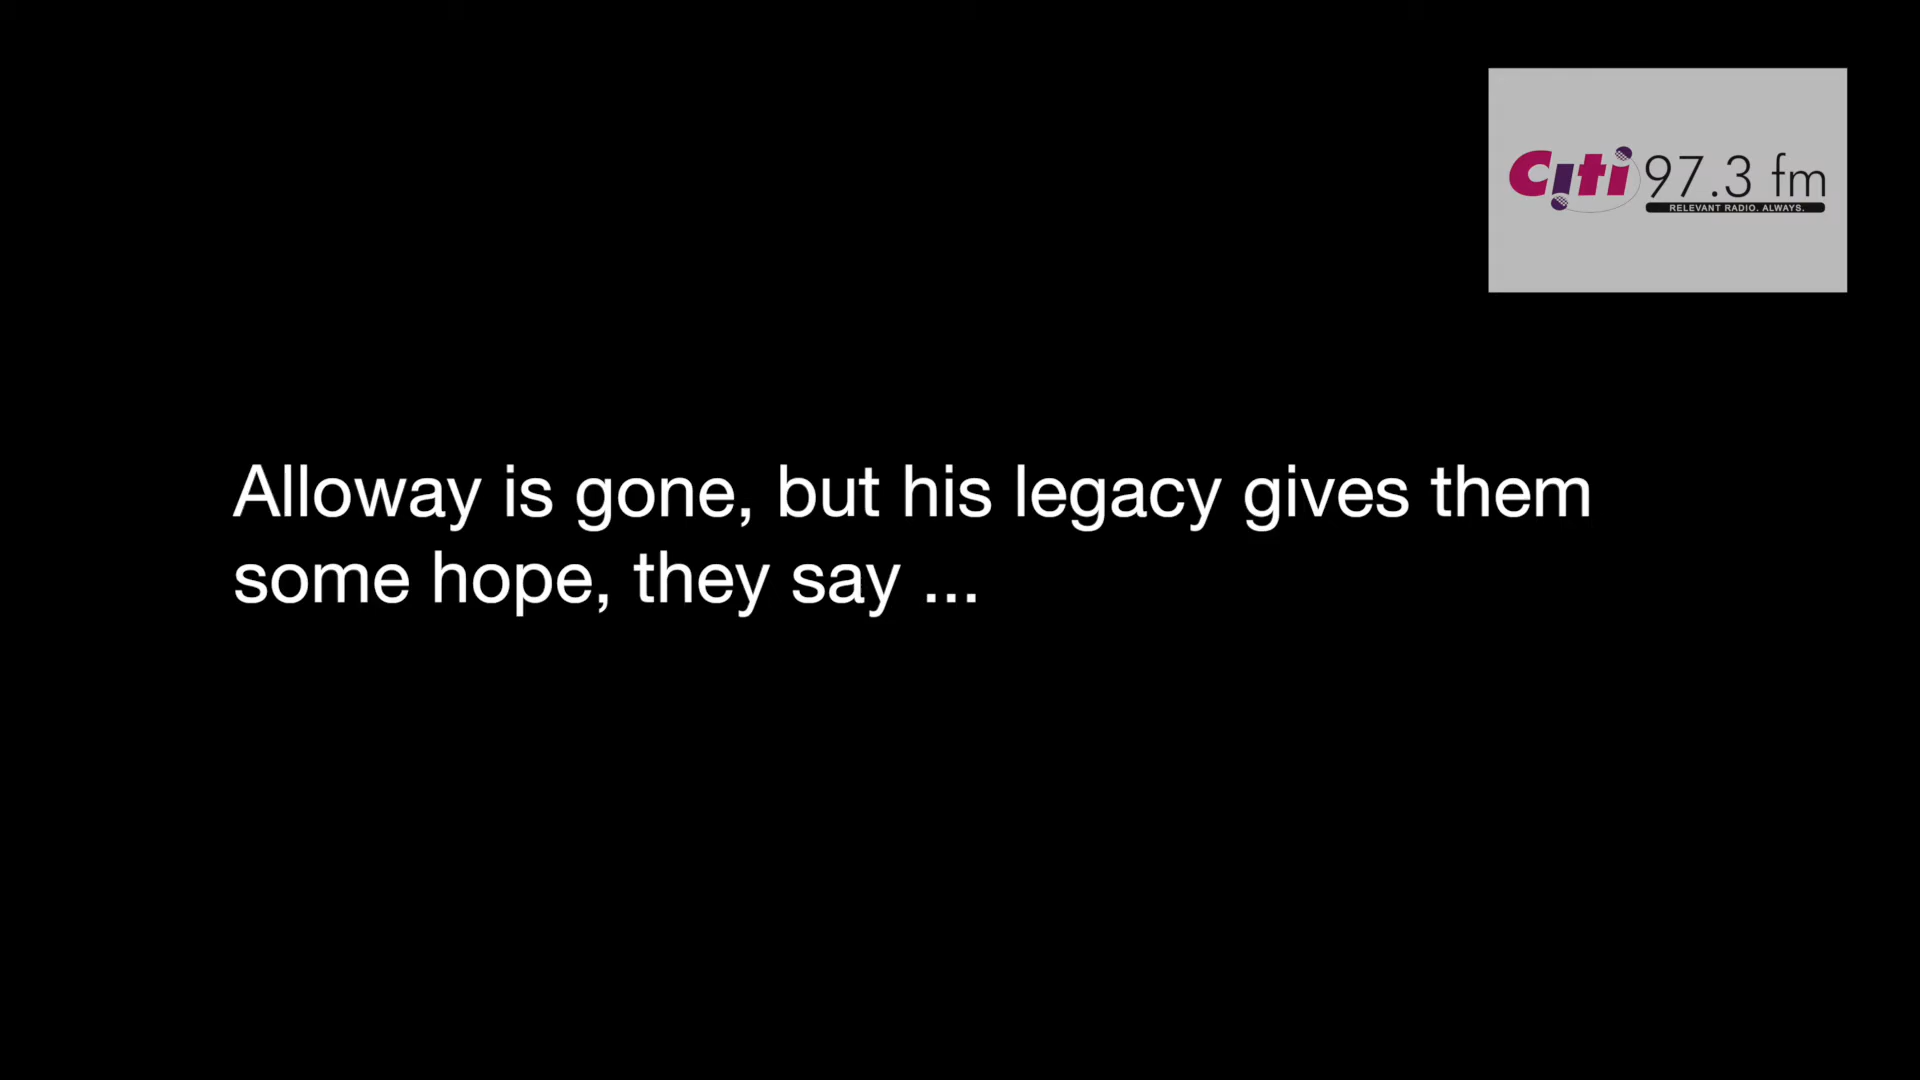 Citi 97.3 fm
RELEVANT RADIO. ALWAYS.
Alloway is gone, but his legacy gives them
some hope, they say ...